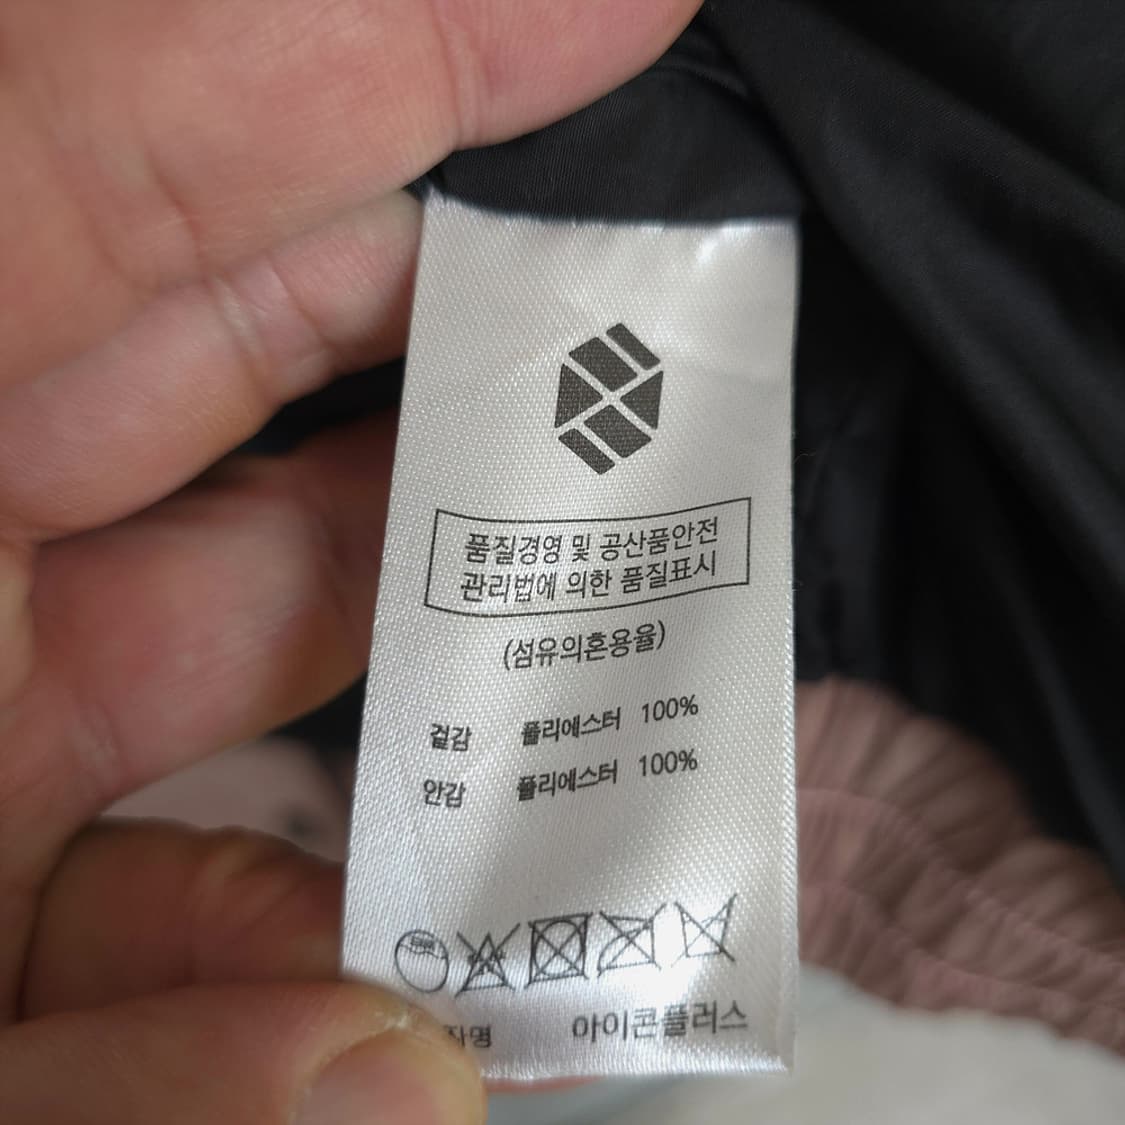 품질경영 및 공산품안전
관리법에 의한 품질표시
(섬유의혼용율)
겉감 폴리에스터 100%
안감 폴리에스터 100%
자명 아이콘플러스